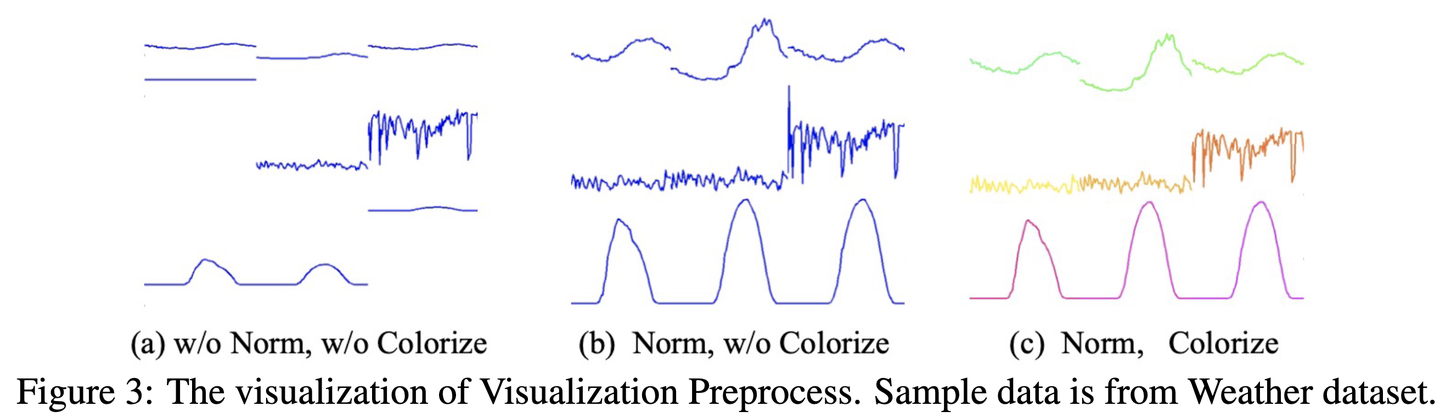 (a) w/o Norm, w/o Colorize
(b) Norm, w/o Colorize
(c) Norm, Colorize
Figure 3: The visualization of Visualization Preprocess. Sample data is from Weather dataset.